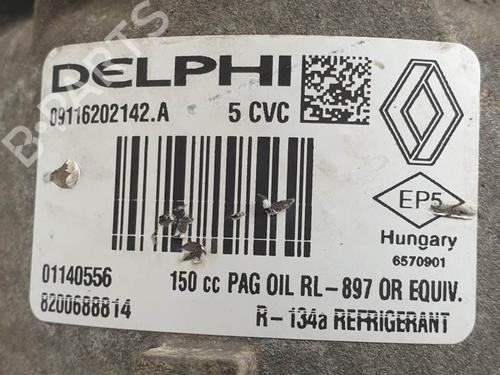 DELPHI
09116202142.A 5 CVC
EP5
Hungary
6570901
01140556 150 cc PAG OIL RL-897 OR EQUIV.
8200688814 R-134a REFRIGERANT
B-PARTS